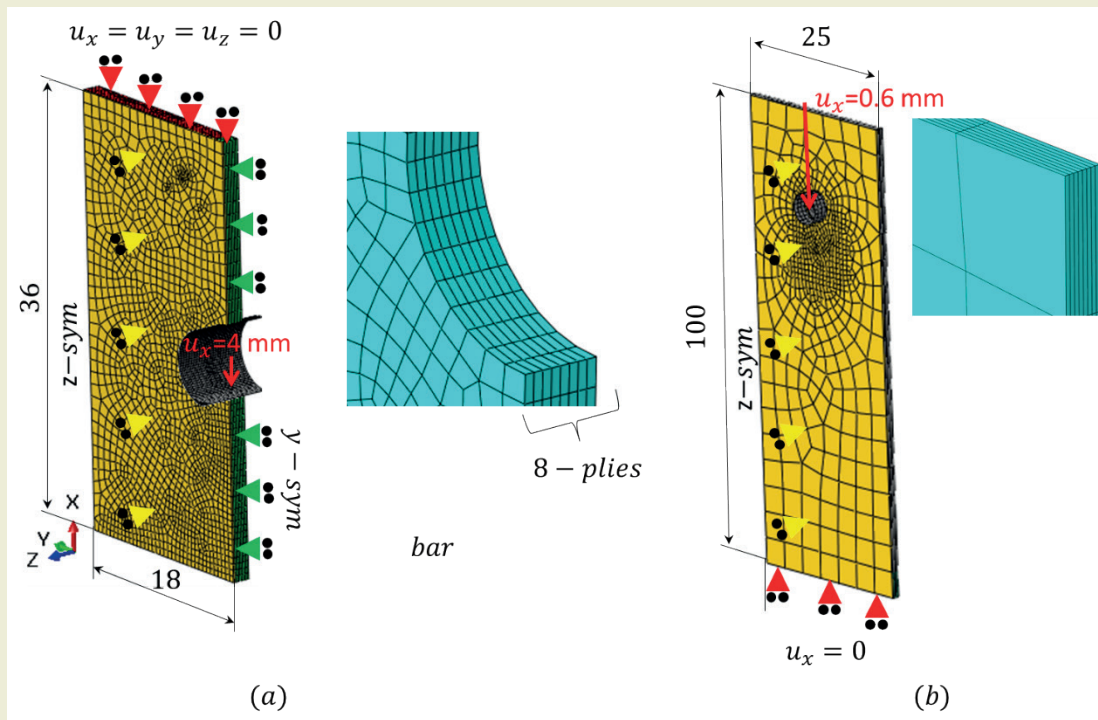 u_x = u_y = u_z = 0
36
z−sym
u_x=4 mm
y − sym
X
Y
Z
18
8 − plies
bar
(a)
25
u_x=0.6 mm
100
z−sym
u_x = 0
(b)